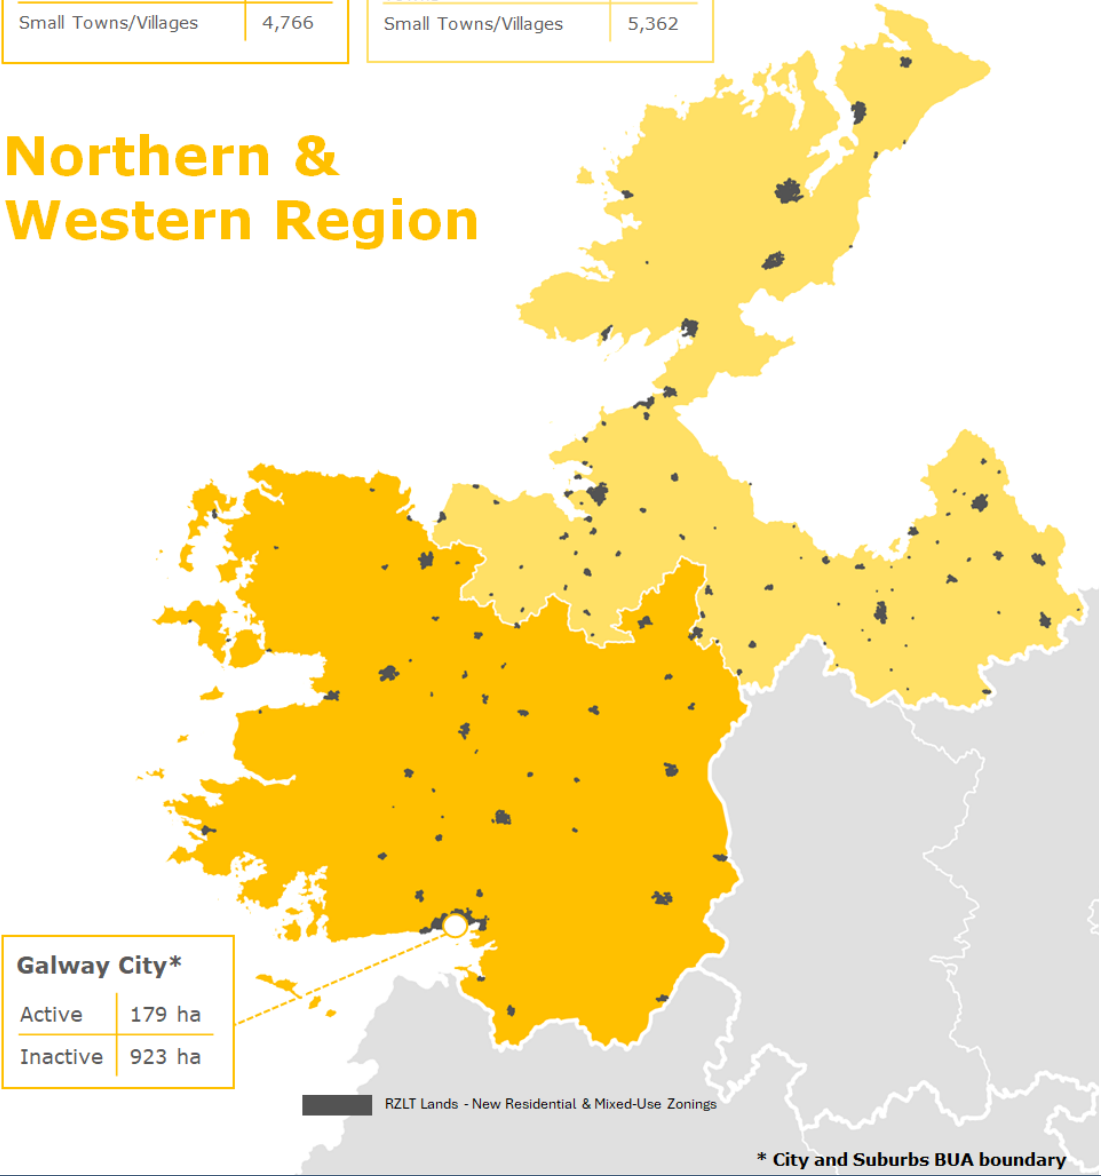 Small Towns/Villages 4,766
Small Towns/Villages 5,362
Northern &
Western Region
Galway City*
Active 179 ha
Inactive 923 ha
RZLT Lands - New Residential & Mixed-Use Zonings
* City and Suburbs BUA boundary